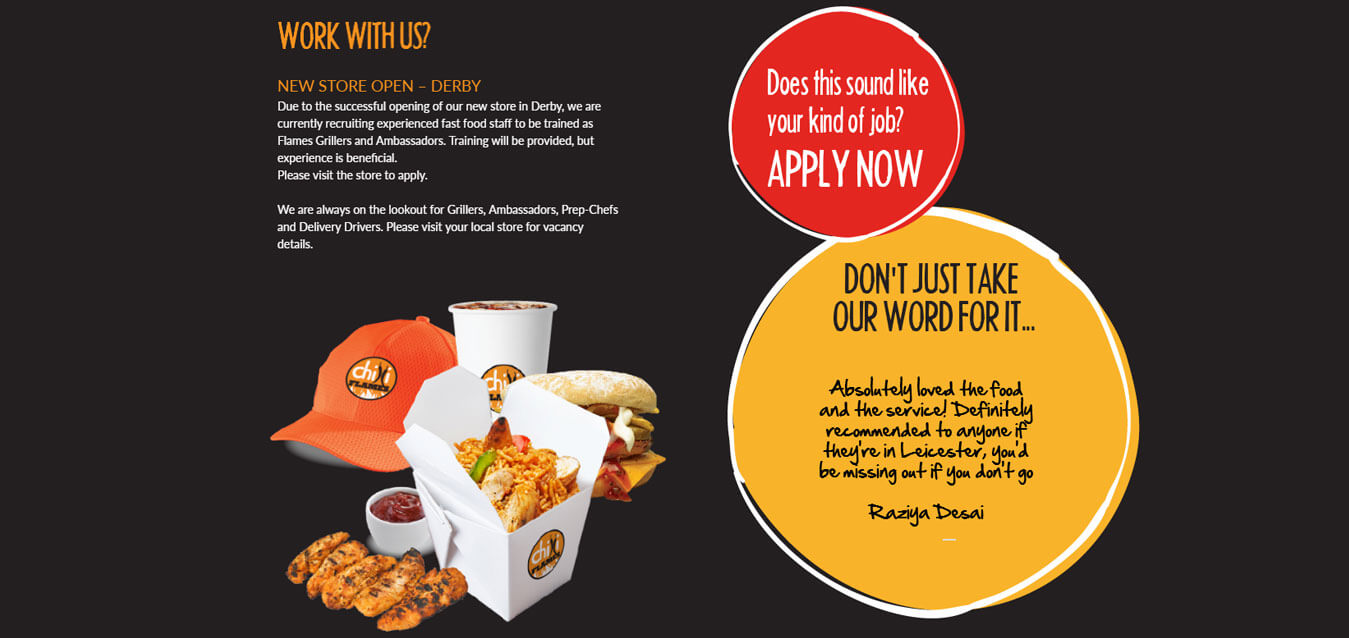 WORK WITH US?
NEW STORE OPEN – DERBY
Due to the successful opening of our new store in Derby, we are
currently recruiting experienced fast food staff to be trained as
Flames Grillers and Ambassadors. Training will be provided, but
experience is beneficial.
Please visit the store to apply.
We are always on the lookout for Grillers, Ambassadors, Prep-Chefs
and Delivery Drivers. Please visit your local store for vacancy
details.
chilli
FLAMES
chi
FLA
chilli
FLAMES
Does this sound like
your kind of job?
APPLY NOW
DON'T JUST TAKE
OUR WORD FOR IT...
Absolutely loved the food
and the service! Definitely
recommended to anyone if
they're in Leicester, you'd
be missing out if you don't go
Raziya Desai